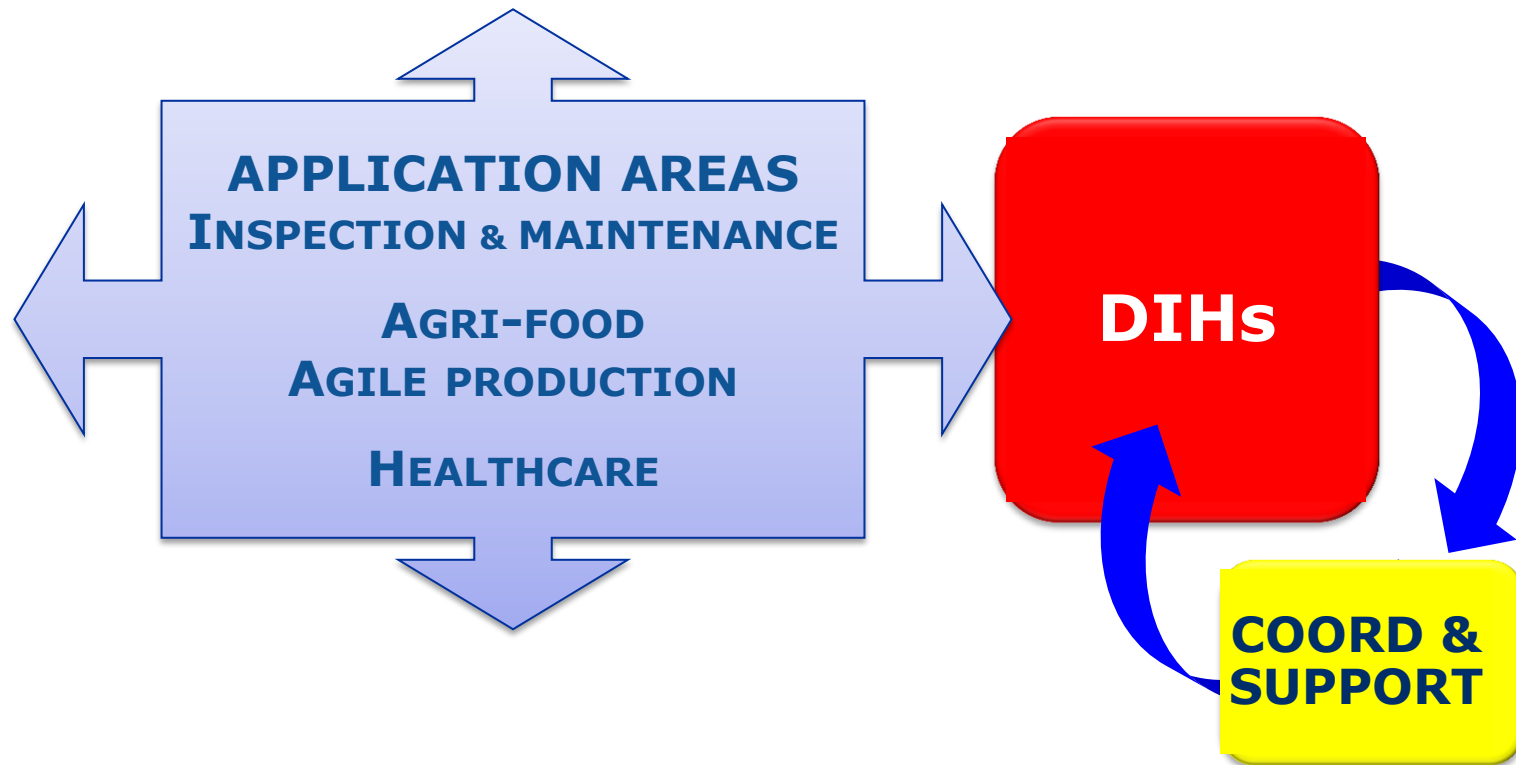 APPLICATION AREAS
INSPECTION & MAINTENANCE
AGRI-FOOD
AGILE PRODUCTION
HEALTHCARE
DIHs
COORD &
SUPPORT